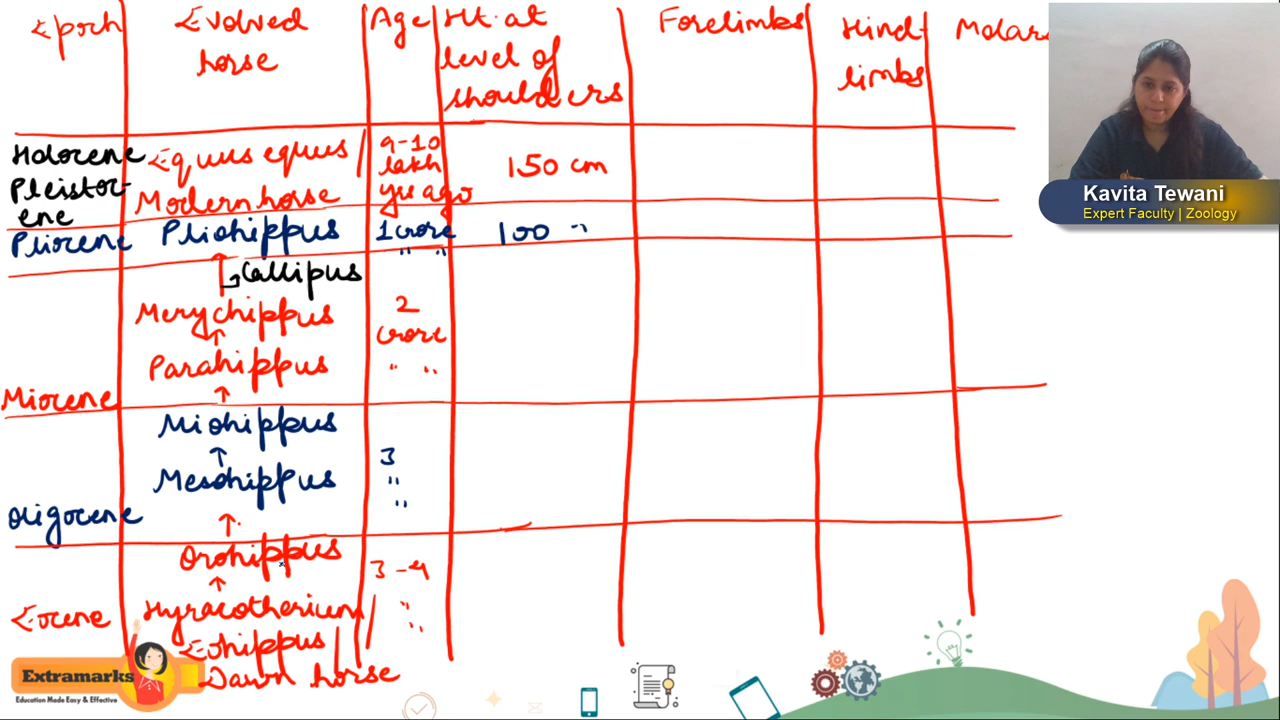 Epoch
Evolved
horse
Age
Ht. at
level of
shoulders
Forelimbs
Hind-
limbs
Molars
Kavita Tewani
Expert Faculty | Zoology
Holocene
Pleistoc-
ene
Equus equus /
Modern horse
9-10
lakh
yrs ago
150 cm
Pliocene
Pliohippus
1 crore
" "
100 "
Callipus
Merychippus
2
crore
Parahippus
" "
Miocene
Miohippus
Mesohippus
3
"
"
Oligocene
Orohippus
3-4
Eocene
Hyracotherium /
"
"
Eohippus /
Dawn horse
Extramarks
Education Made Easy & Effective